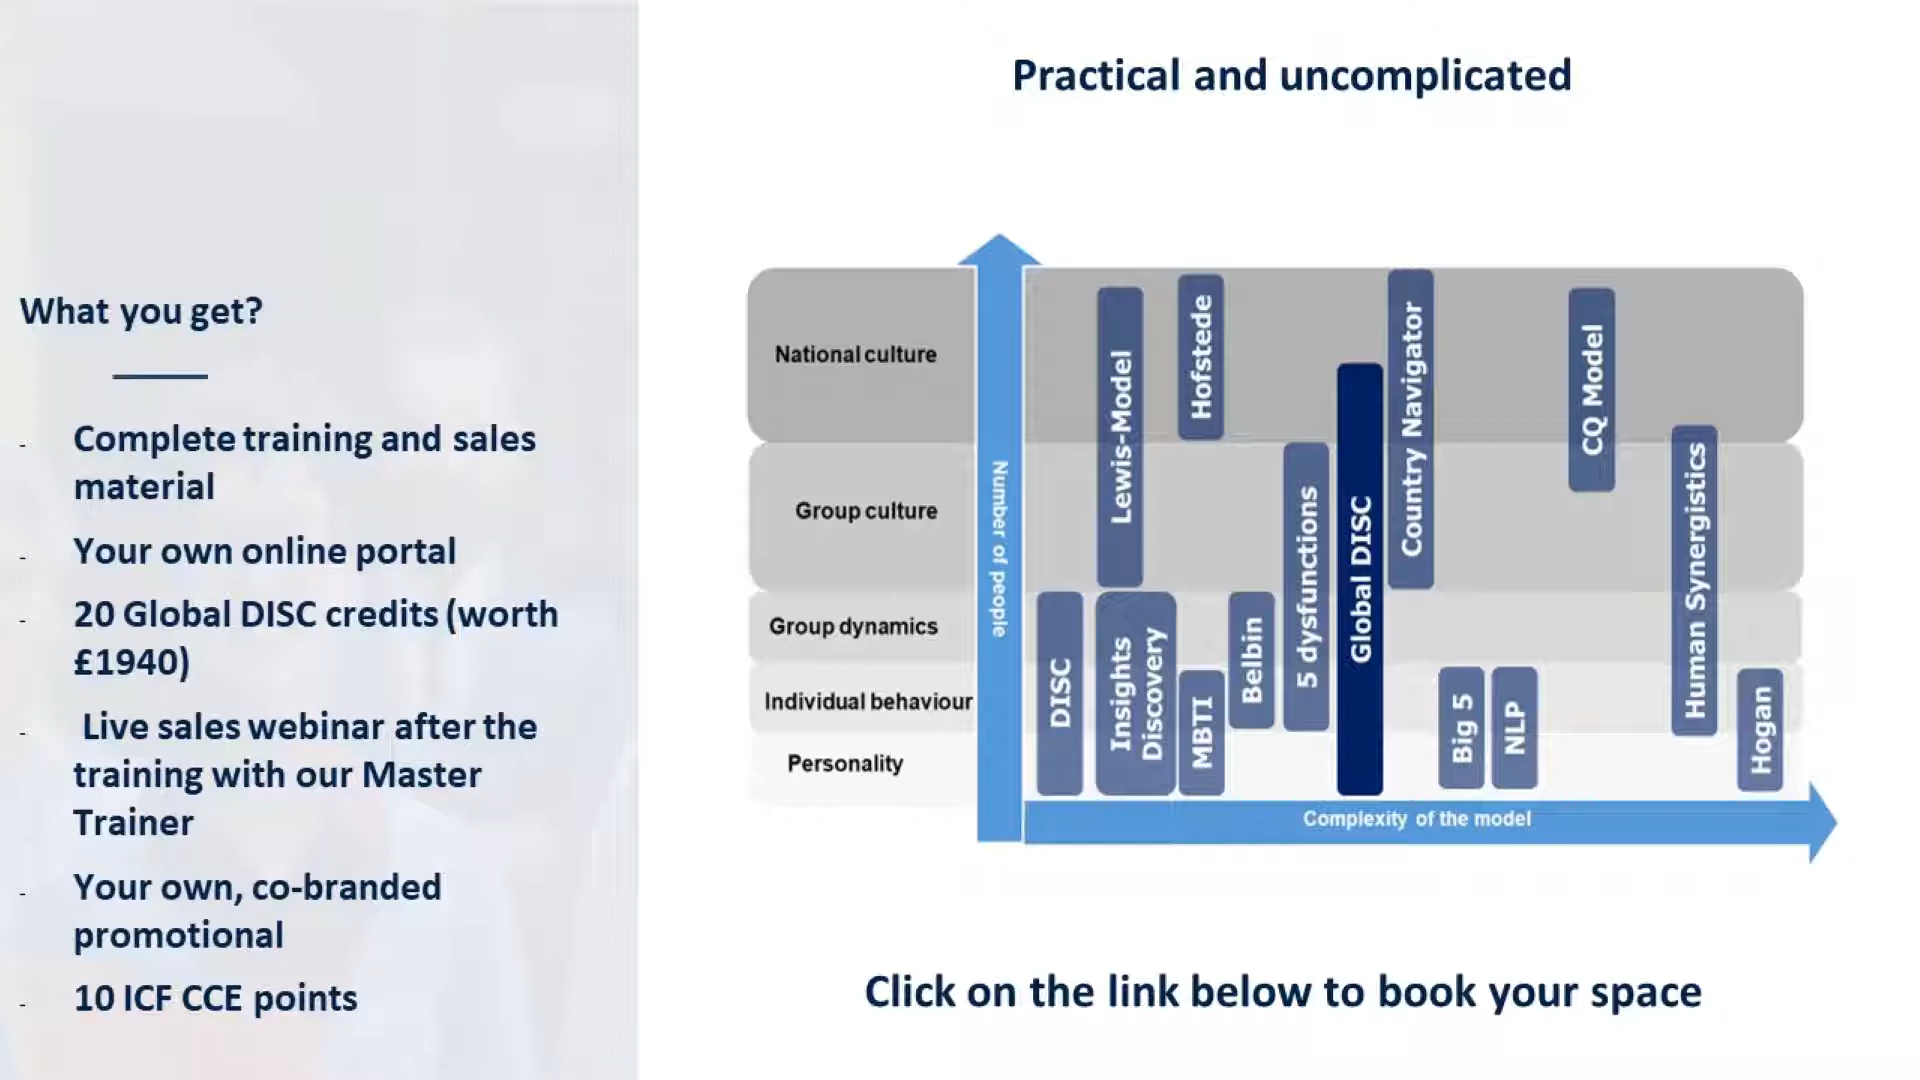 What you get?
- Complete training and sales
material
- Your own online portal
- 20 Global DISC credits (worth
£1940)
- Live sales webinar after the
training with our Master
Trainer
- Your own, co-branded
promotional
- 10 ICF CCE points
Practical and uncomplicated
National culture
Group culture
Group dynamics
Individual behaviour
Personality
Number of people
DISC
Lewis-Model
Insights
Discovery
Hofstede
MBTI
Belbin
5 dysfunctions
Global DISC
Country Navigator
Big 5
NLP
CQ Model
Human Synergistics
Hogan
Complexity of the model
Click on the link below to book your space